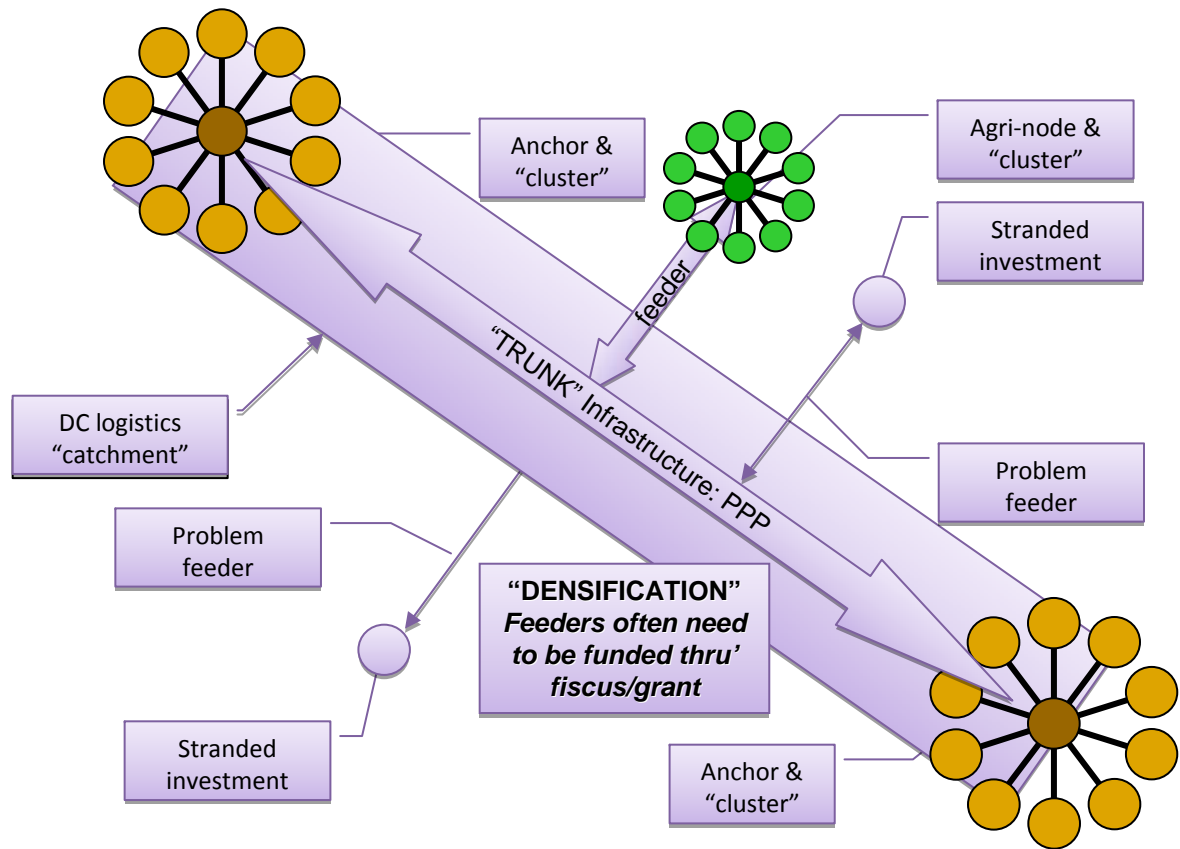 Anchor &
“cluster”
Agri-node &
“cluster”
Stranded
investment
feeder
“TRUNK” Infrastructure: PPP
DC logistics
“catchment”
Problem
feeder
Problem
feeder
“DENSIFICATION”
Feeders often need
to be funded thru’
fiscus/grant
Stranded
investment
Anchor &
“cluster”